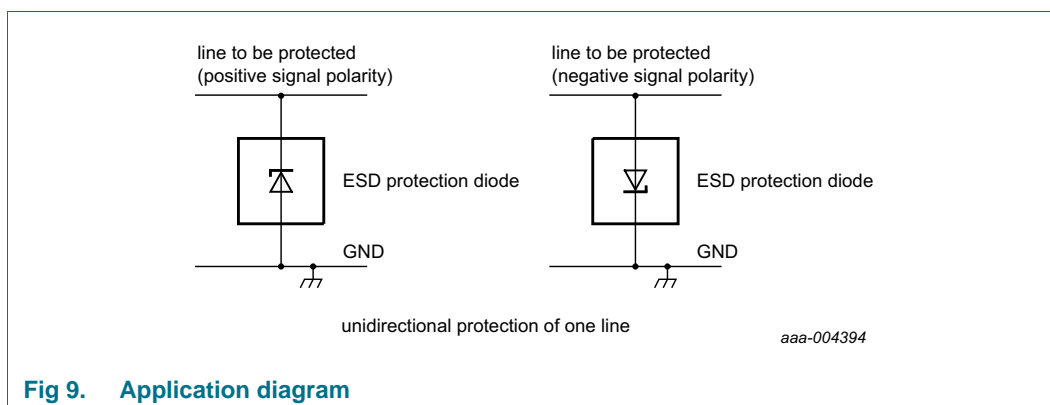 line to be protected
(positive signal polarity)
line to be protected
(negative signal polarity)
ESD protection diode
ESD protection diode
GND
GND
unidirectional protection of one line
aaa-004394
Fig 9. Application diagram